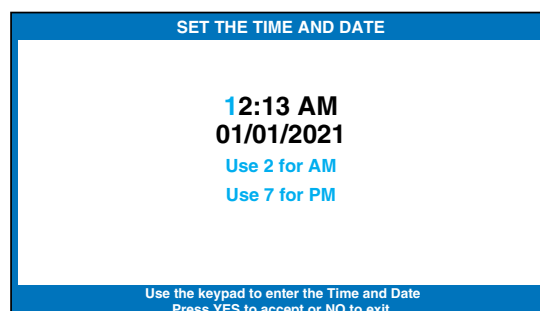 SET THE TIME AND DATE
12:13 AM
01/01/2021
Use 2 for AM
Use 7 for PM
Use the keypad to enter the Time and Date
Press YES to accept or NO to exit